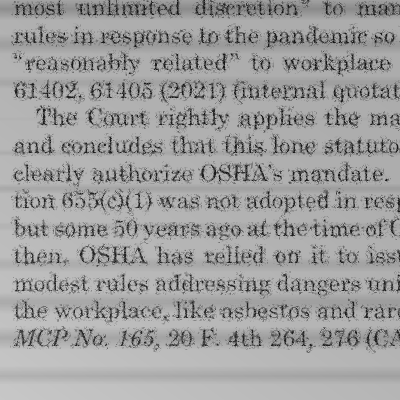 most unlimited discretion" to man
rules in response to the pandemic so
"reasonably related" to workplace
61402, 61405 (2021) (internal quotat
The Court rightly applies the ma
and concludes that this lone statuto
clearly authorize OSHA's mandate.
tion 655(c)(1) was not adopted in resp
but some 50 years ago at the time of O
then, OSHA has relied on it to iss
modest rules addressing dangers uni
the workplace, like asbestos and rare
MCP No. 165, 20 F. 4th 264, 276 (CA